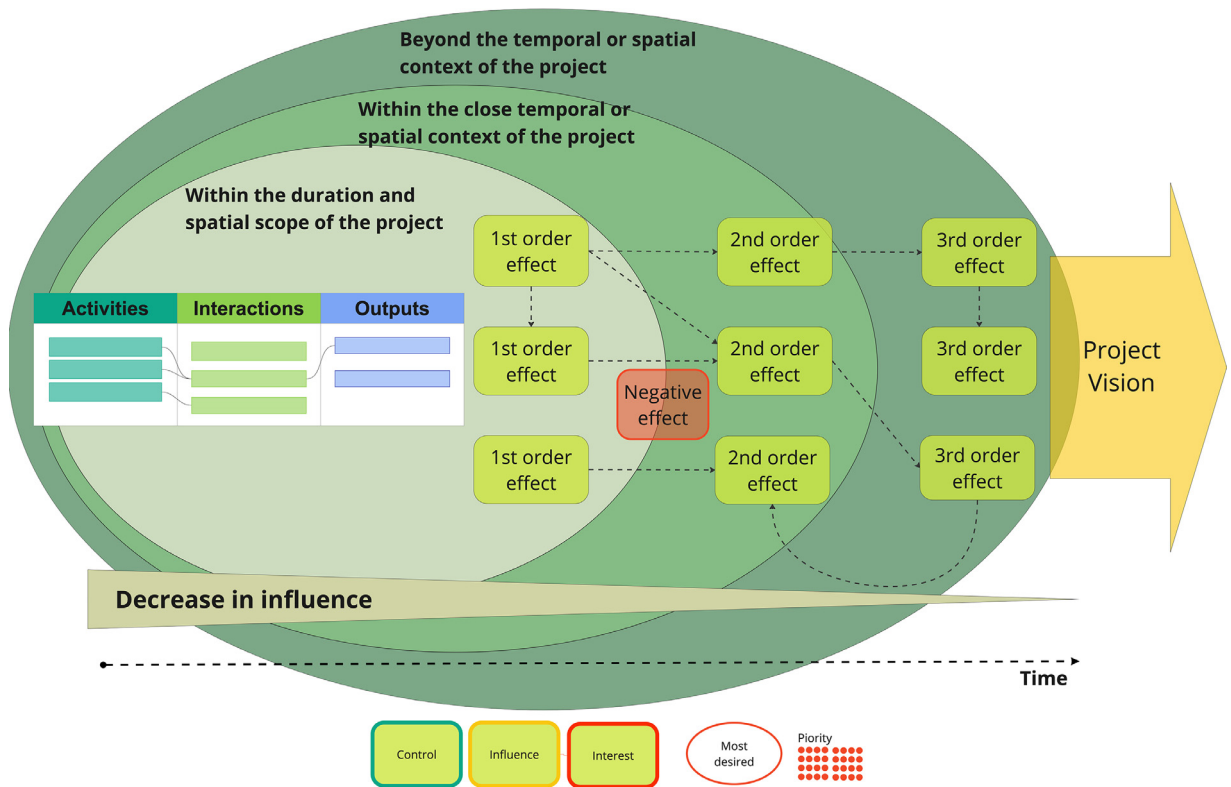 Beyond the temporal or spatial
context of the project
Within the close temporal or
spatial context of the project
Within the duration and
spatial scope of the project
Activities
Interactions
Outputs
1st order
effect
2nd order
effect
3rd order
effect
1st order
effect
2nd order
effect
3rd order
effect
Negative
effect
1st order
effect
2nd order
effect
3rd order
effect
Project
Vision
Decrease in influence
Time
Control
Influence
Interest
Most
desired
Piority